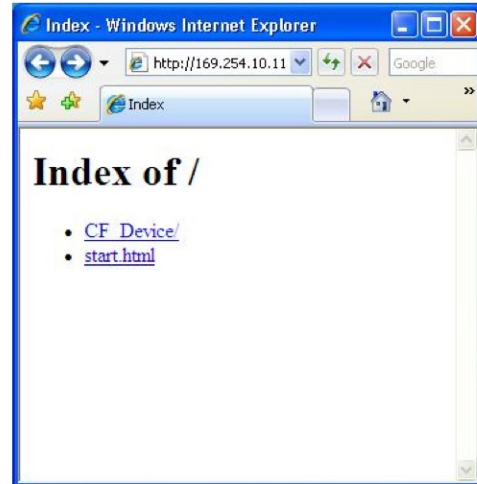 Index - Windows Internet Explorer
http://169.254.10.11
Google
Index
»
Index of /
CF_Device/
start.html